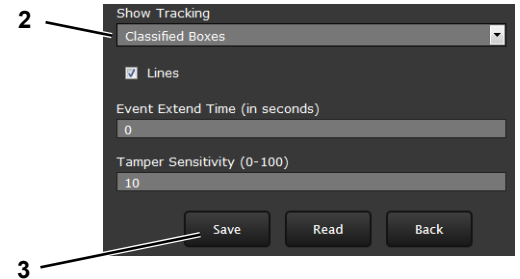 Show Tracking
2
Classified Boxes
Lines
Event Extend Time (in seconds)
0
Tamper Sensitivity (0-100)
10
Save Read Back
3